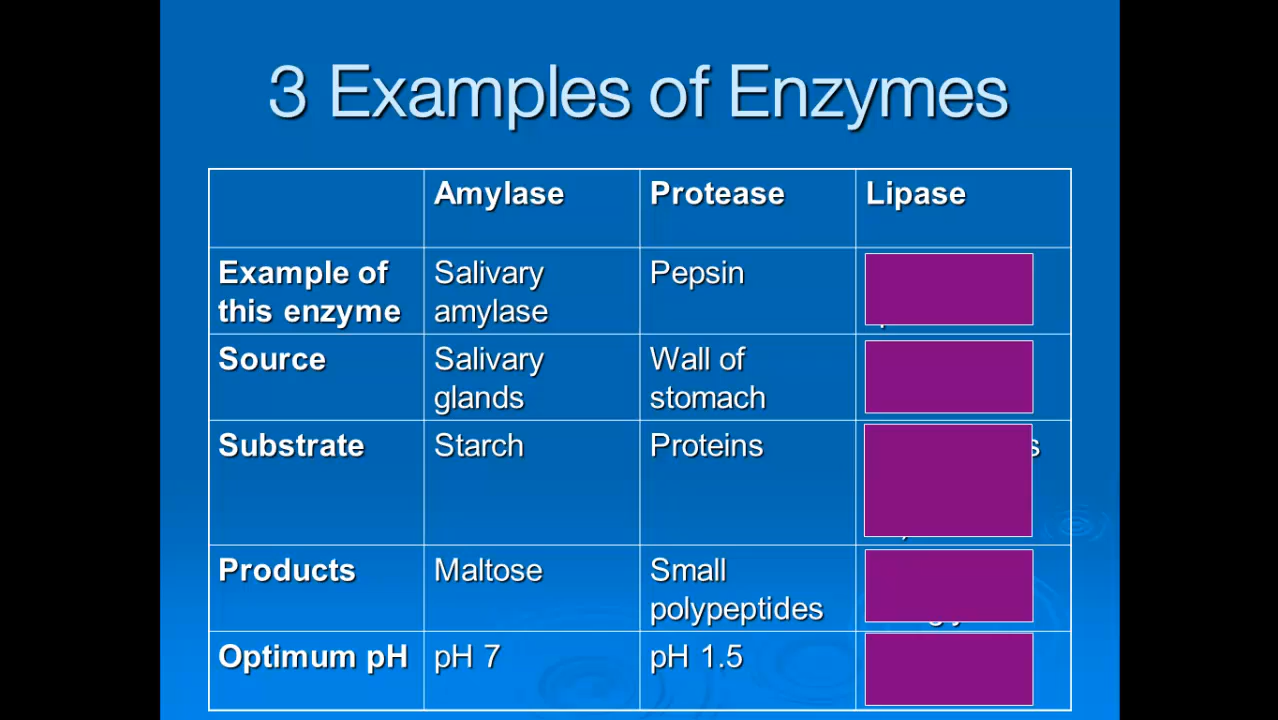 3 Examples of Enzymes
Amylase Protease Lipase
Example of this enzyme
Salivary amylase
Pepsin
Source
Salivary glands
Wall of stomach
Substrate
Starch
Proteins
Products
Maltose
Small polypeptides
Optimum pH
pH 7
pH 1.5